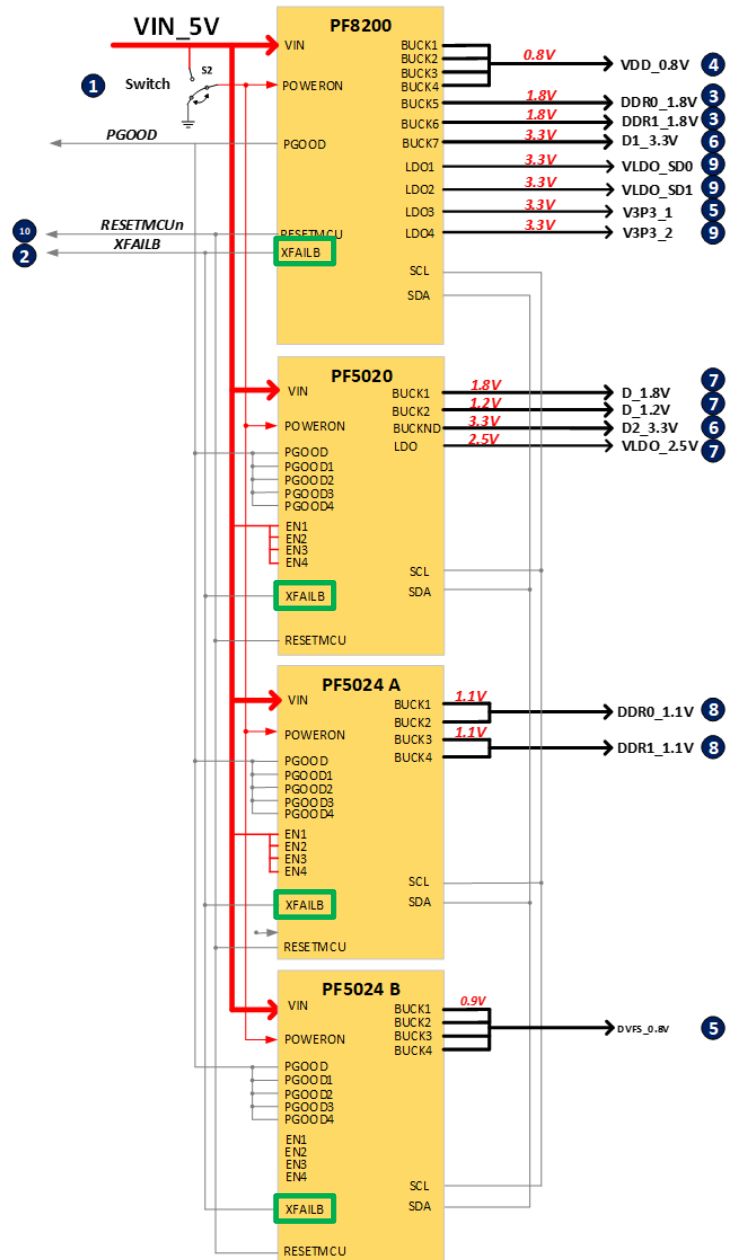 VIN_5V
PF8200
VIN
BUCK1
BUCK2
BUCK3
BUCK4
0.8V
VDD_0.8V
4
1
Switch
S2
POWERON
BUCK5
1.8V
DDR0_1.8V
3
BUCK6
1.8V
DDR1_1.8V
3
PGOOD
PGOOD
BUCK7
3.3V
D1_3.3V
6
LDO1
3.3V
VLDO_SD0
9
LDO2
3.3V
VLDO_SD1
9
LDO3
3.3V
V3P3_1
5
10
RESETMCUn
RESETMCU
LDO4
3.3V
V3P3_2
9
2
XFAILB
XFAILB
SCL
SDA
PF5020
VIN
BUCK1
1.8V
D_1.8V
7
BUCK2
1.2V
D_1.2V
7
POWERON
BUCKND
3.3V
D2_3.3V
6
LDO
2.5V
VLDO_2.5V
7
PGOOD
PGOOD1
PGOOD2
PGOOD3
PGOOD4
EN1
EN2
EN3
EN4
SCL
SDA
XFAILB
RESETMCU
PF5024 A
VIN
BUCK1
1.1V
BUCK2
DDR0_1.1V
8
POWERON
BUCK3
1.1V
BUCK4
DDR1_1.1V
8
PGOOD
PGOOD1
PGOOD2
PGOOD3
PGOOD4
EN1
EN2
EN3
EN4
SCL
SDA
XFAILB
RESETMCU
PF5024 B
VIN
BUCK1
0.9V
BUCK2
BUCK3
BUCK4
DVFS_0.8V
5
POWERON
PGOOD
PGOOD1
PGOOD2
PGOOD3
PGOOD4
EN1
EN2
EN3
EN4
SCL
SDA
XFAILB
RESETMCU